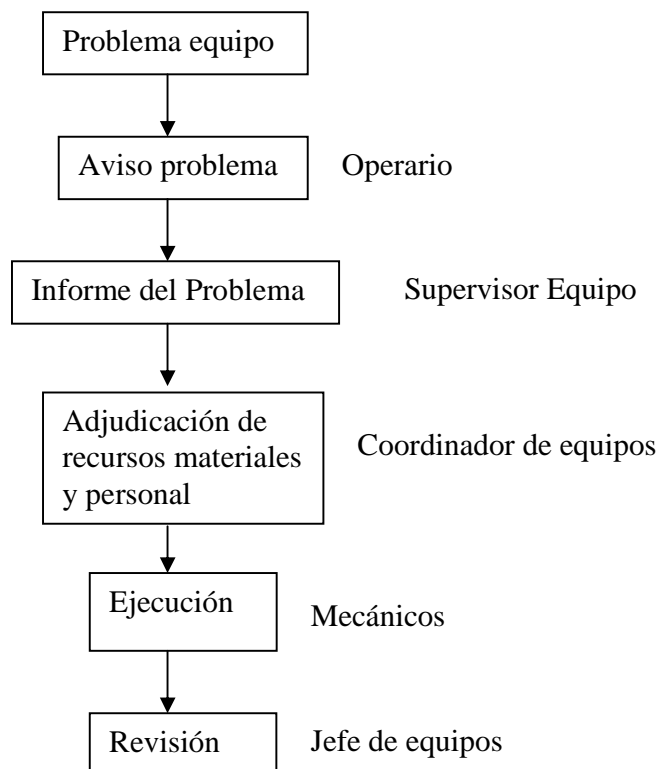 Problema equipo
Aviso problema
Operario
Informe del Problema
Supervisor Equipo
Adjudicación de
recursos materiales
y personal
Coordinador de equipos
Ejecución
Mecánicos
Revisión
Jefe de equipos